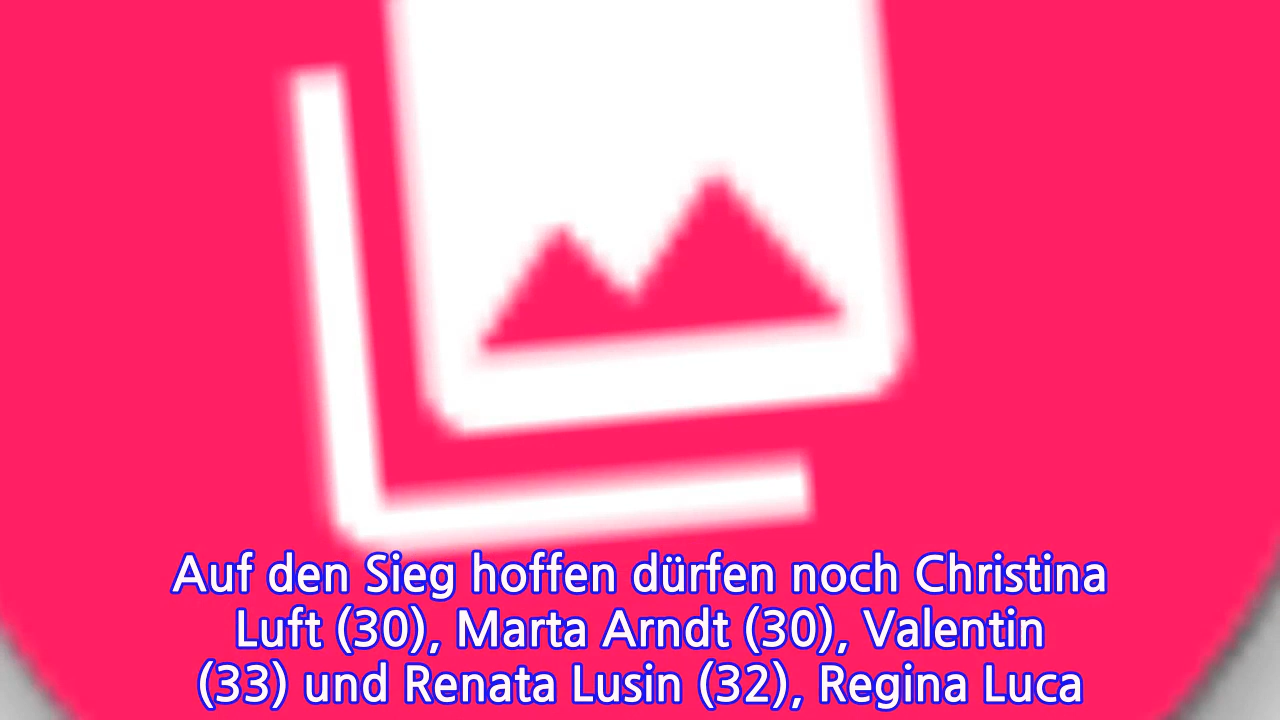 Auf den Sieg hoffen dürfen noch Christina
Luft (30), Marta Arndt (30), Valentin
(33) und Renata Lusin (32), Regina Luca